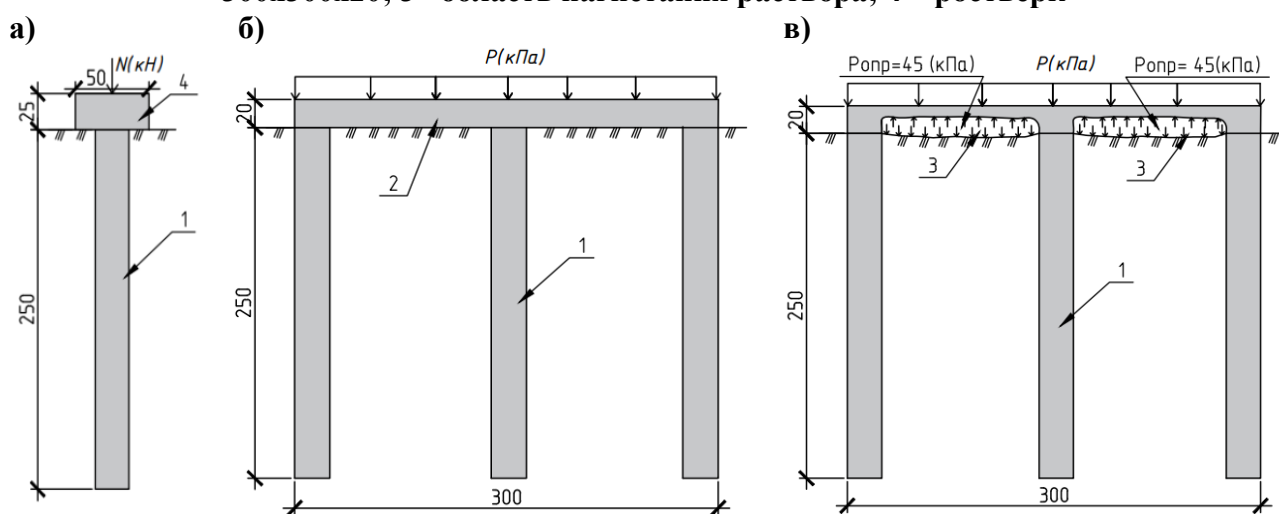 300х300х20; 3 - область нагнетания раствора; 4 – ростверк
а)
б)
в)
N(кН)
50
4
25
1
250
P(кПа)
20
2
1
250
300
Pопр=45 (кПа)
P(кПа)
Pопр= 45(кПа)
20
3
3
1
250
300